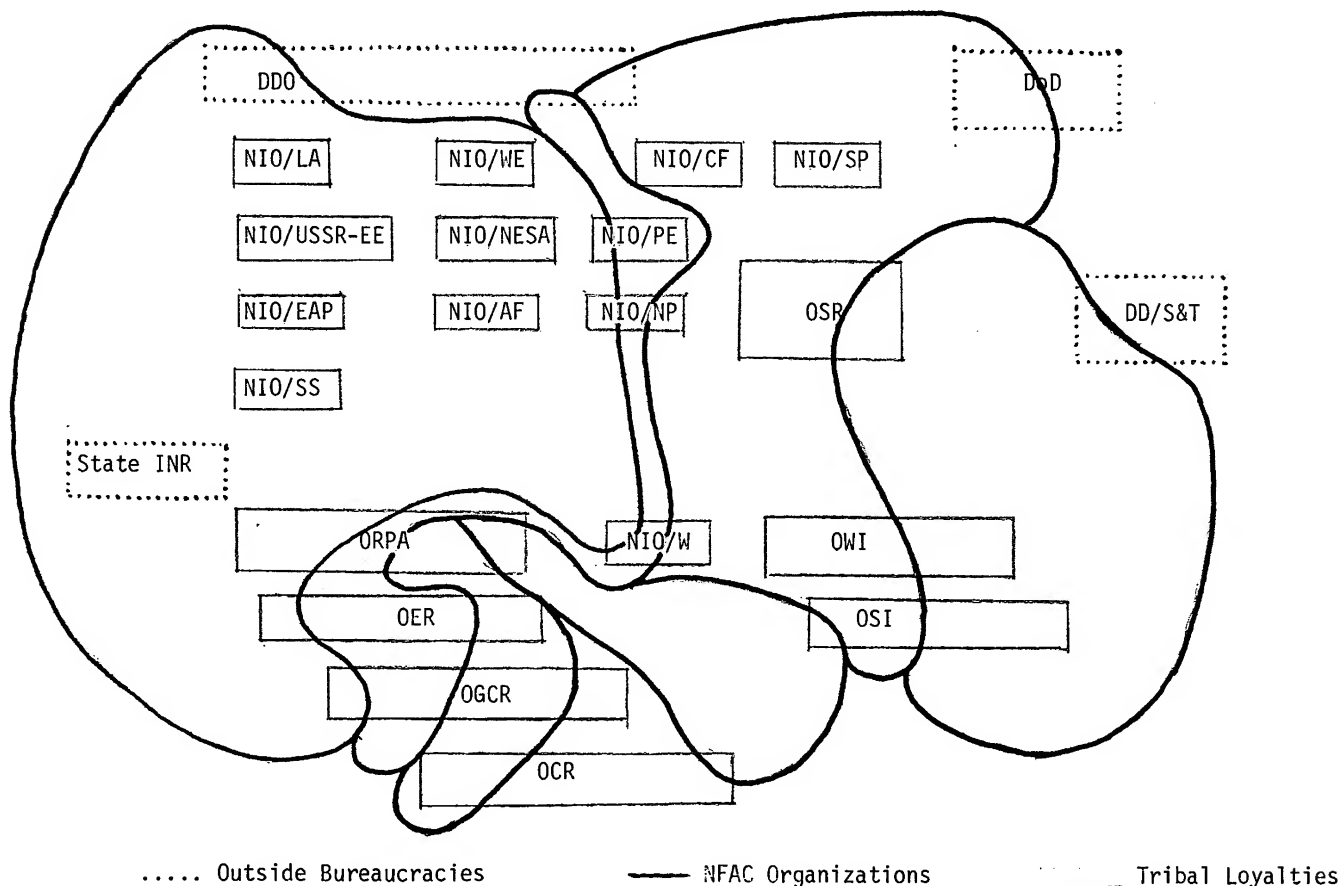 DDO
DoD
NIO/LA NIO/WE NIO/CF NIO/SP
NIO/USSR-EE NIO/NESA NIO/PE
NIO/EAP NIO/AF NIO/NP OSR DD/S&T
NIO/SS
State INR
ORPA NIO/W OWI
OER OSI
OGCR
OCR
..... Outside Bureaucracies —— NFAC Organizations Tribal Loyalties